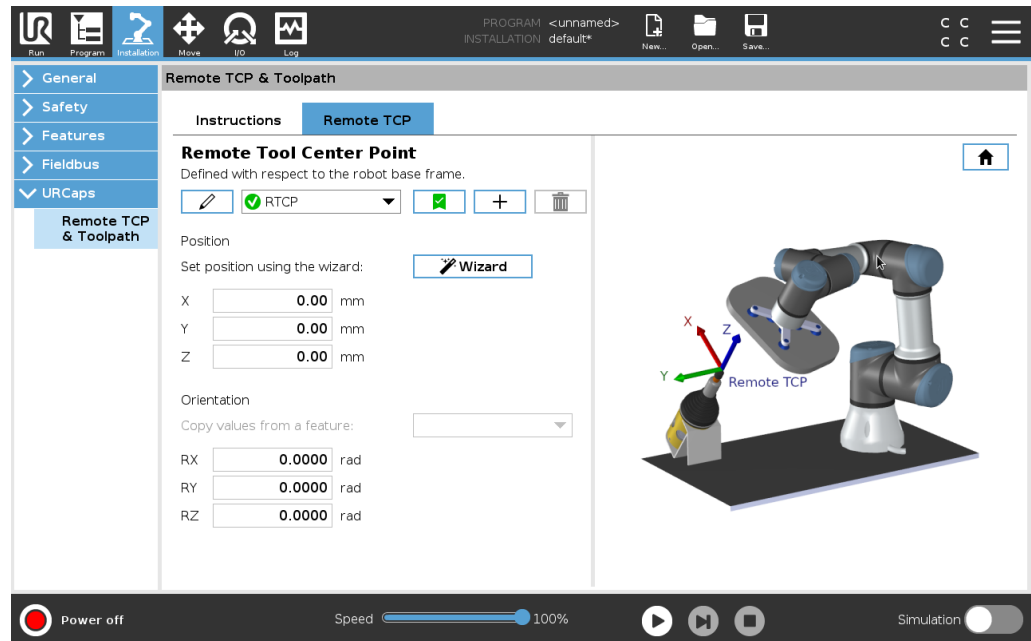 PROGRAM <unnamed>
INSTALLATION default*
UR
Run
Program
Installation
Move
I/O
Log
New...
Open...
Save...
C C
C C
General
Safety
Features
Fieldbus
URCaps
Remote TCP
& Toolpath
Remote TCP & Toolpath
Instructions
Remote TCP
Remote Tool Center Point
Defined with respect to the robot base frame.
RTCP
Position
Set position using the wizard:
Wizard
X 0.00 mm
Y 0.00 mm
Z 0.00 mm
Orientation
Copy values from a feature:
RX 0.0000 rad
RY 0.0000 rad
RZ 0.0000 rad
X
Z
Y
Remote TCP
Power off
Speed
100%
Simulation